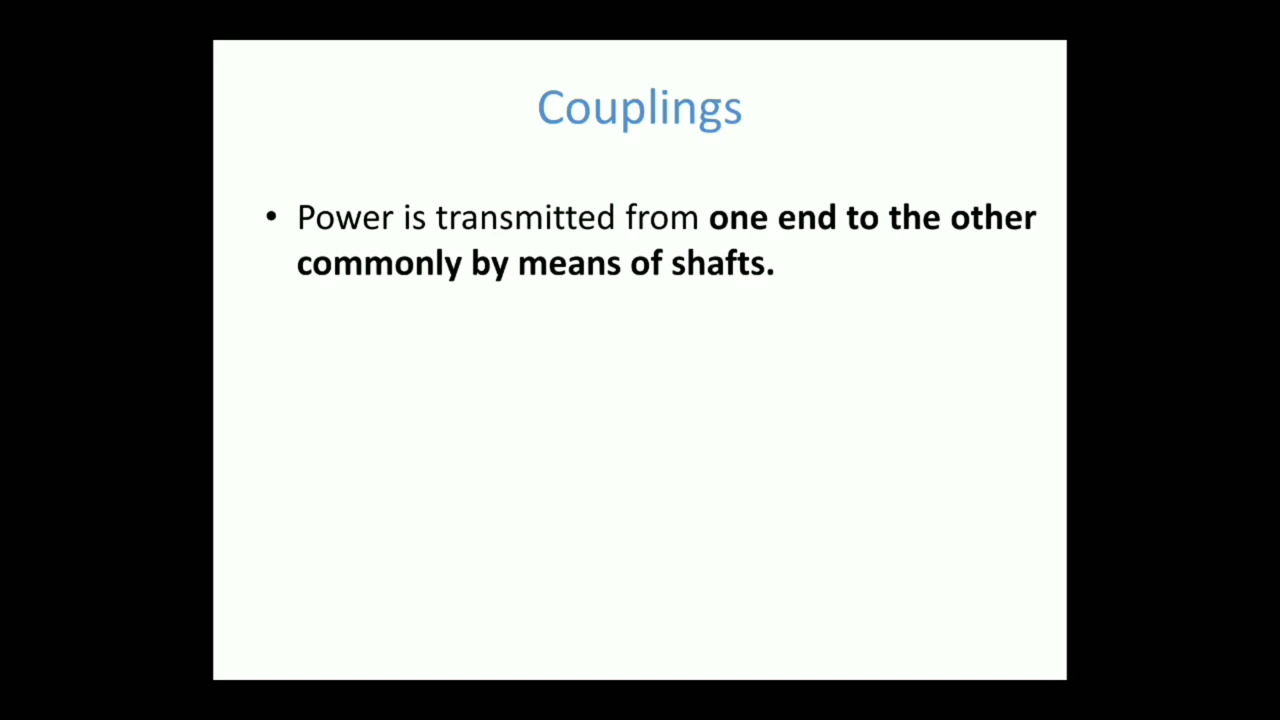 Couplings
• Power is transmitted from one end to the other
commonly by means of shafts.